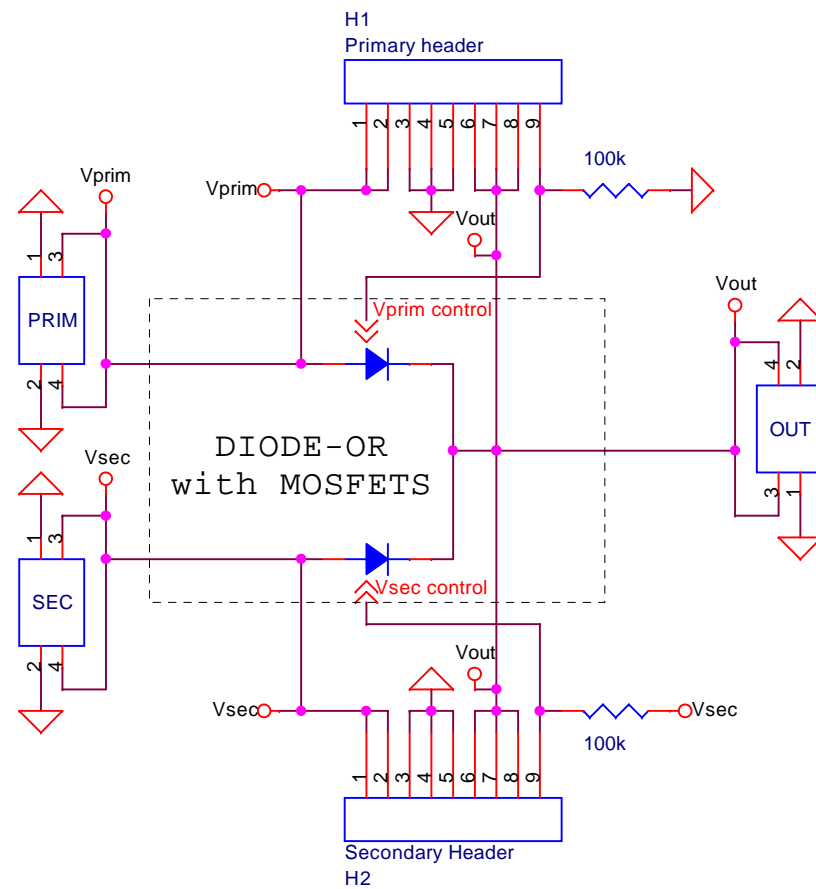 H1
Primary header
1 2 3 4 5 6 7 8 9
100k
Vprim
Vprim
Vout
1 3
PRIM
2 4
Vprim control
Vout
4 2
OUT
3 1
DIODE-OR
with MOSFETS
Vsec
1 3
SEC
2 4
Vsec control
Vout
Vsec
Vsec
100k
1 2 3 4 5 6 7 8 9
Secondary Header
H2